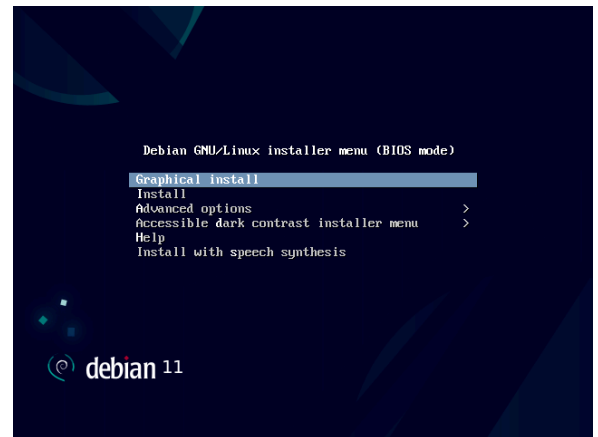 Debian GNU/Linux installer menu (BIOS mode)
Graphical install
Install
Advanced options >
Accessible dark contrast installer menu >
Help
Install with speech synthesis
debian 11